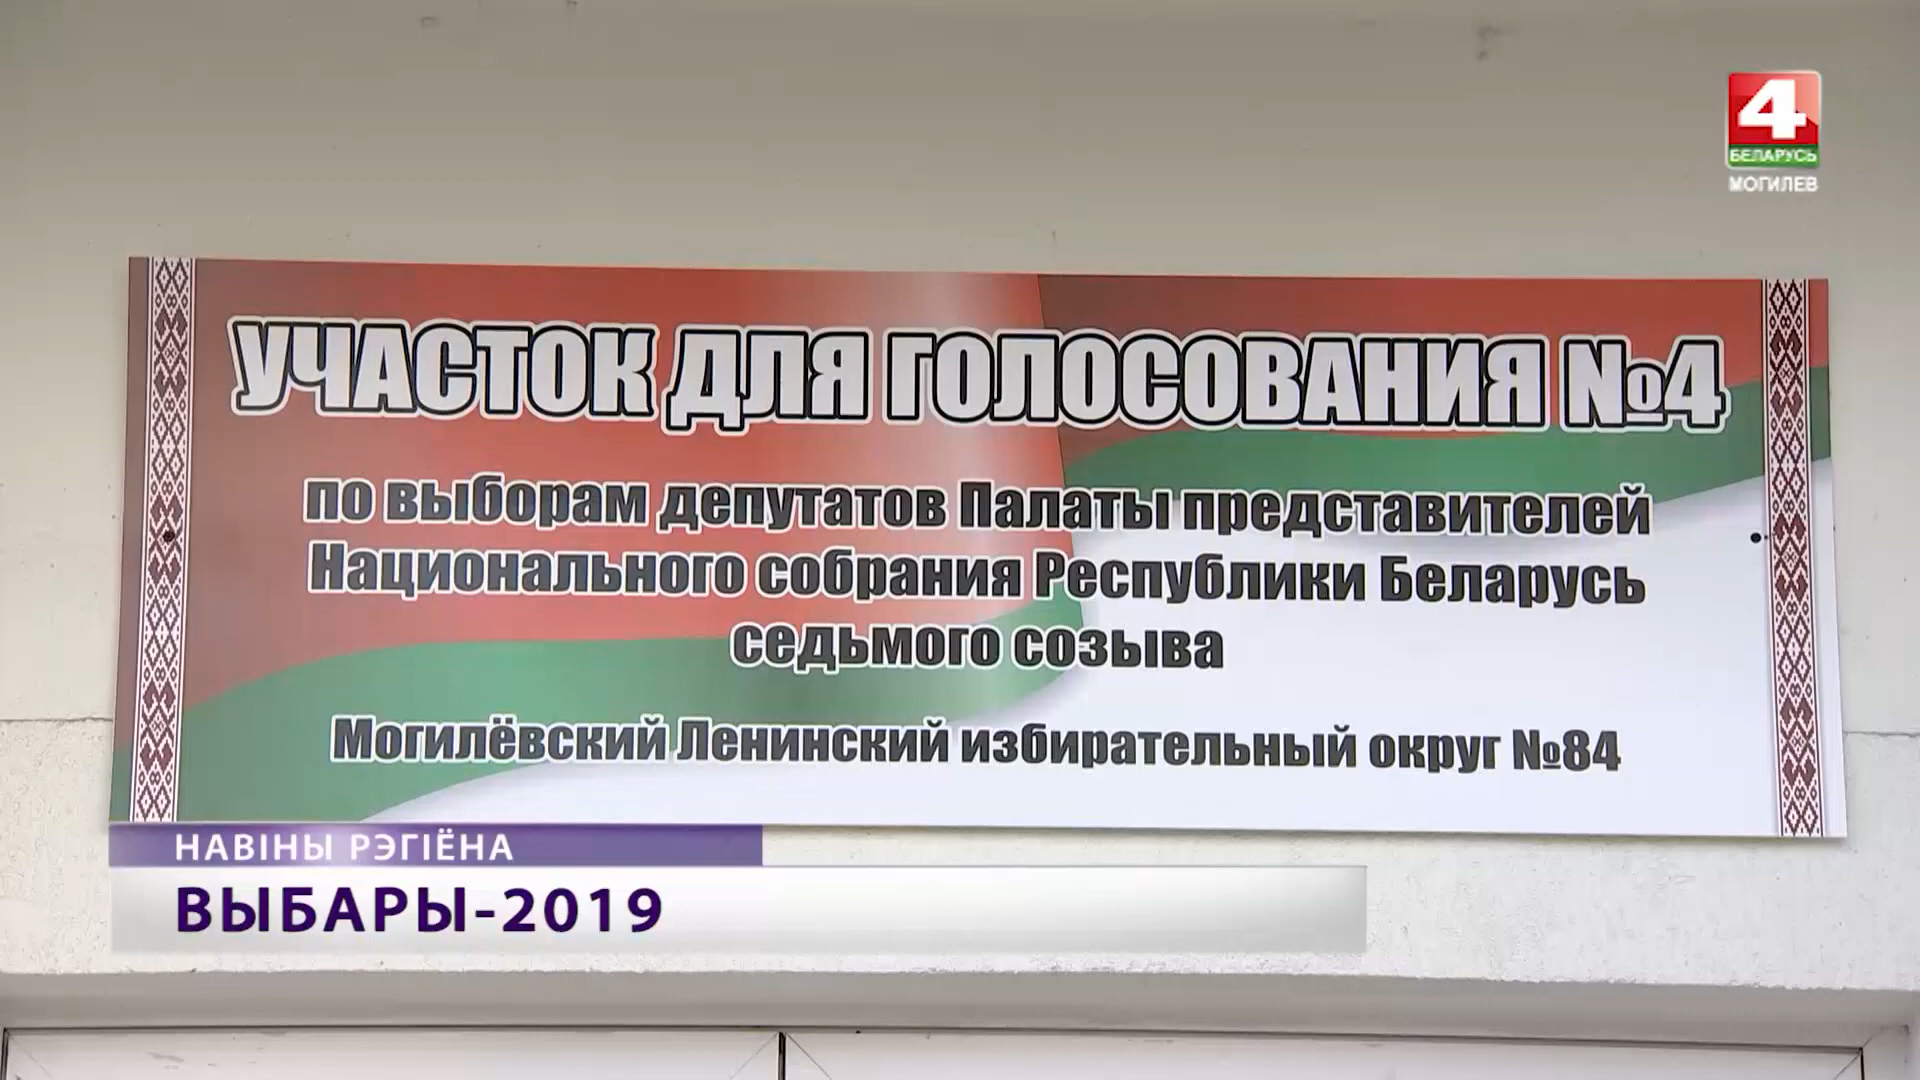 4
БЕЛАРУСЬ
МОГИЛЕВ
УЧАСТОК ДЛЯ ГОЛОСОВАНИЯ №4
по выборам депутатов Палаты представителей
Национального собрания Республики Беларусь
седьмого созыва
Могилёвский Ленинский избирательный округ №84
НАВІНЫ РЭГІЁНА
ВЫБАРЫ-2019